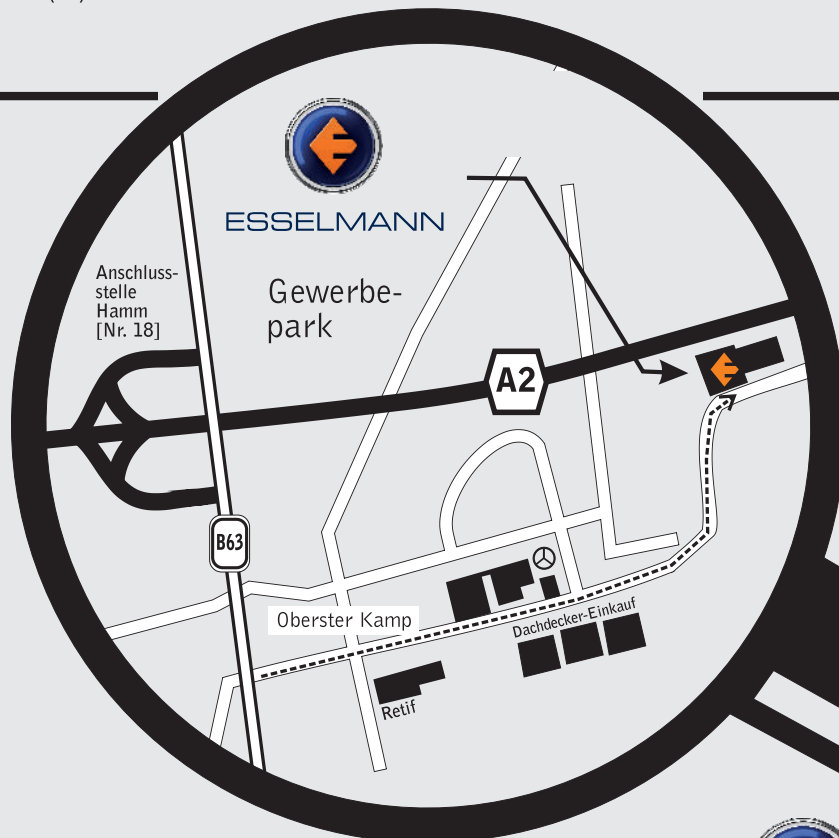 ESSELMANN
Anschluss-
stelle
Hamm
[Nr. 18]
Gewerbe-
park
A2
B63
Oberster Kamp
Dachdecker-Einkauf
Retif